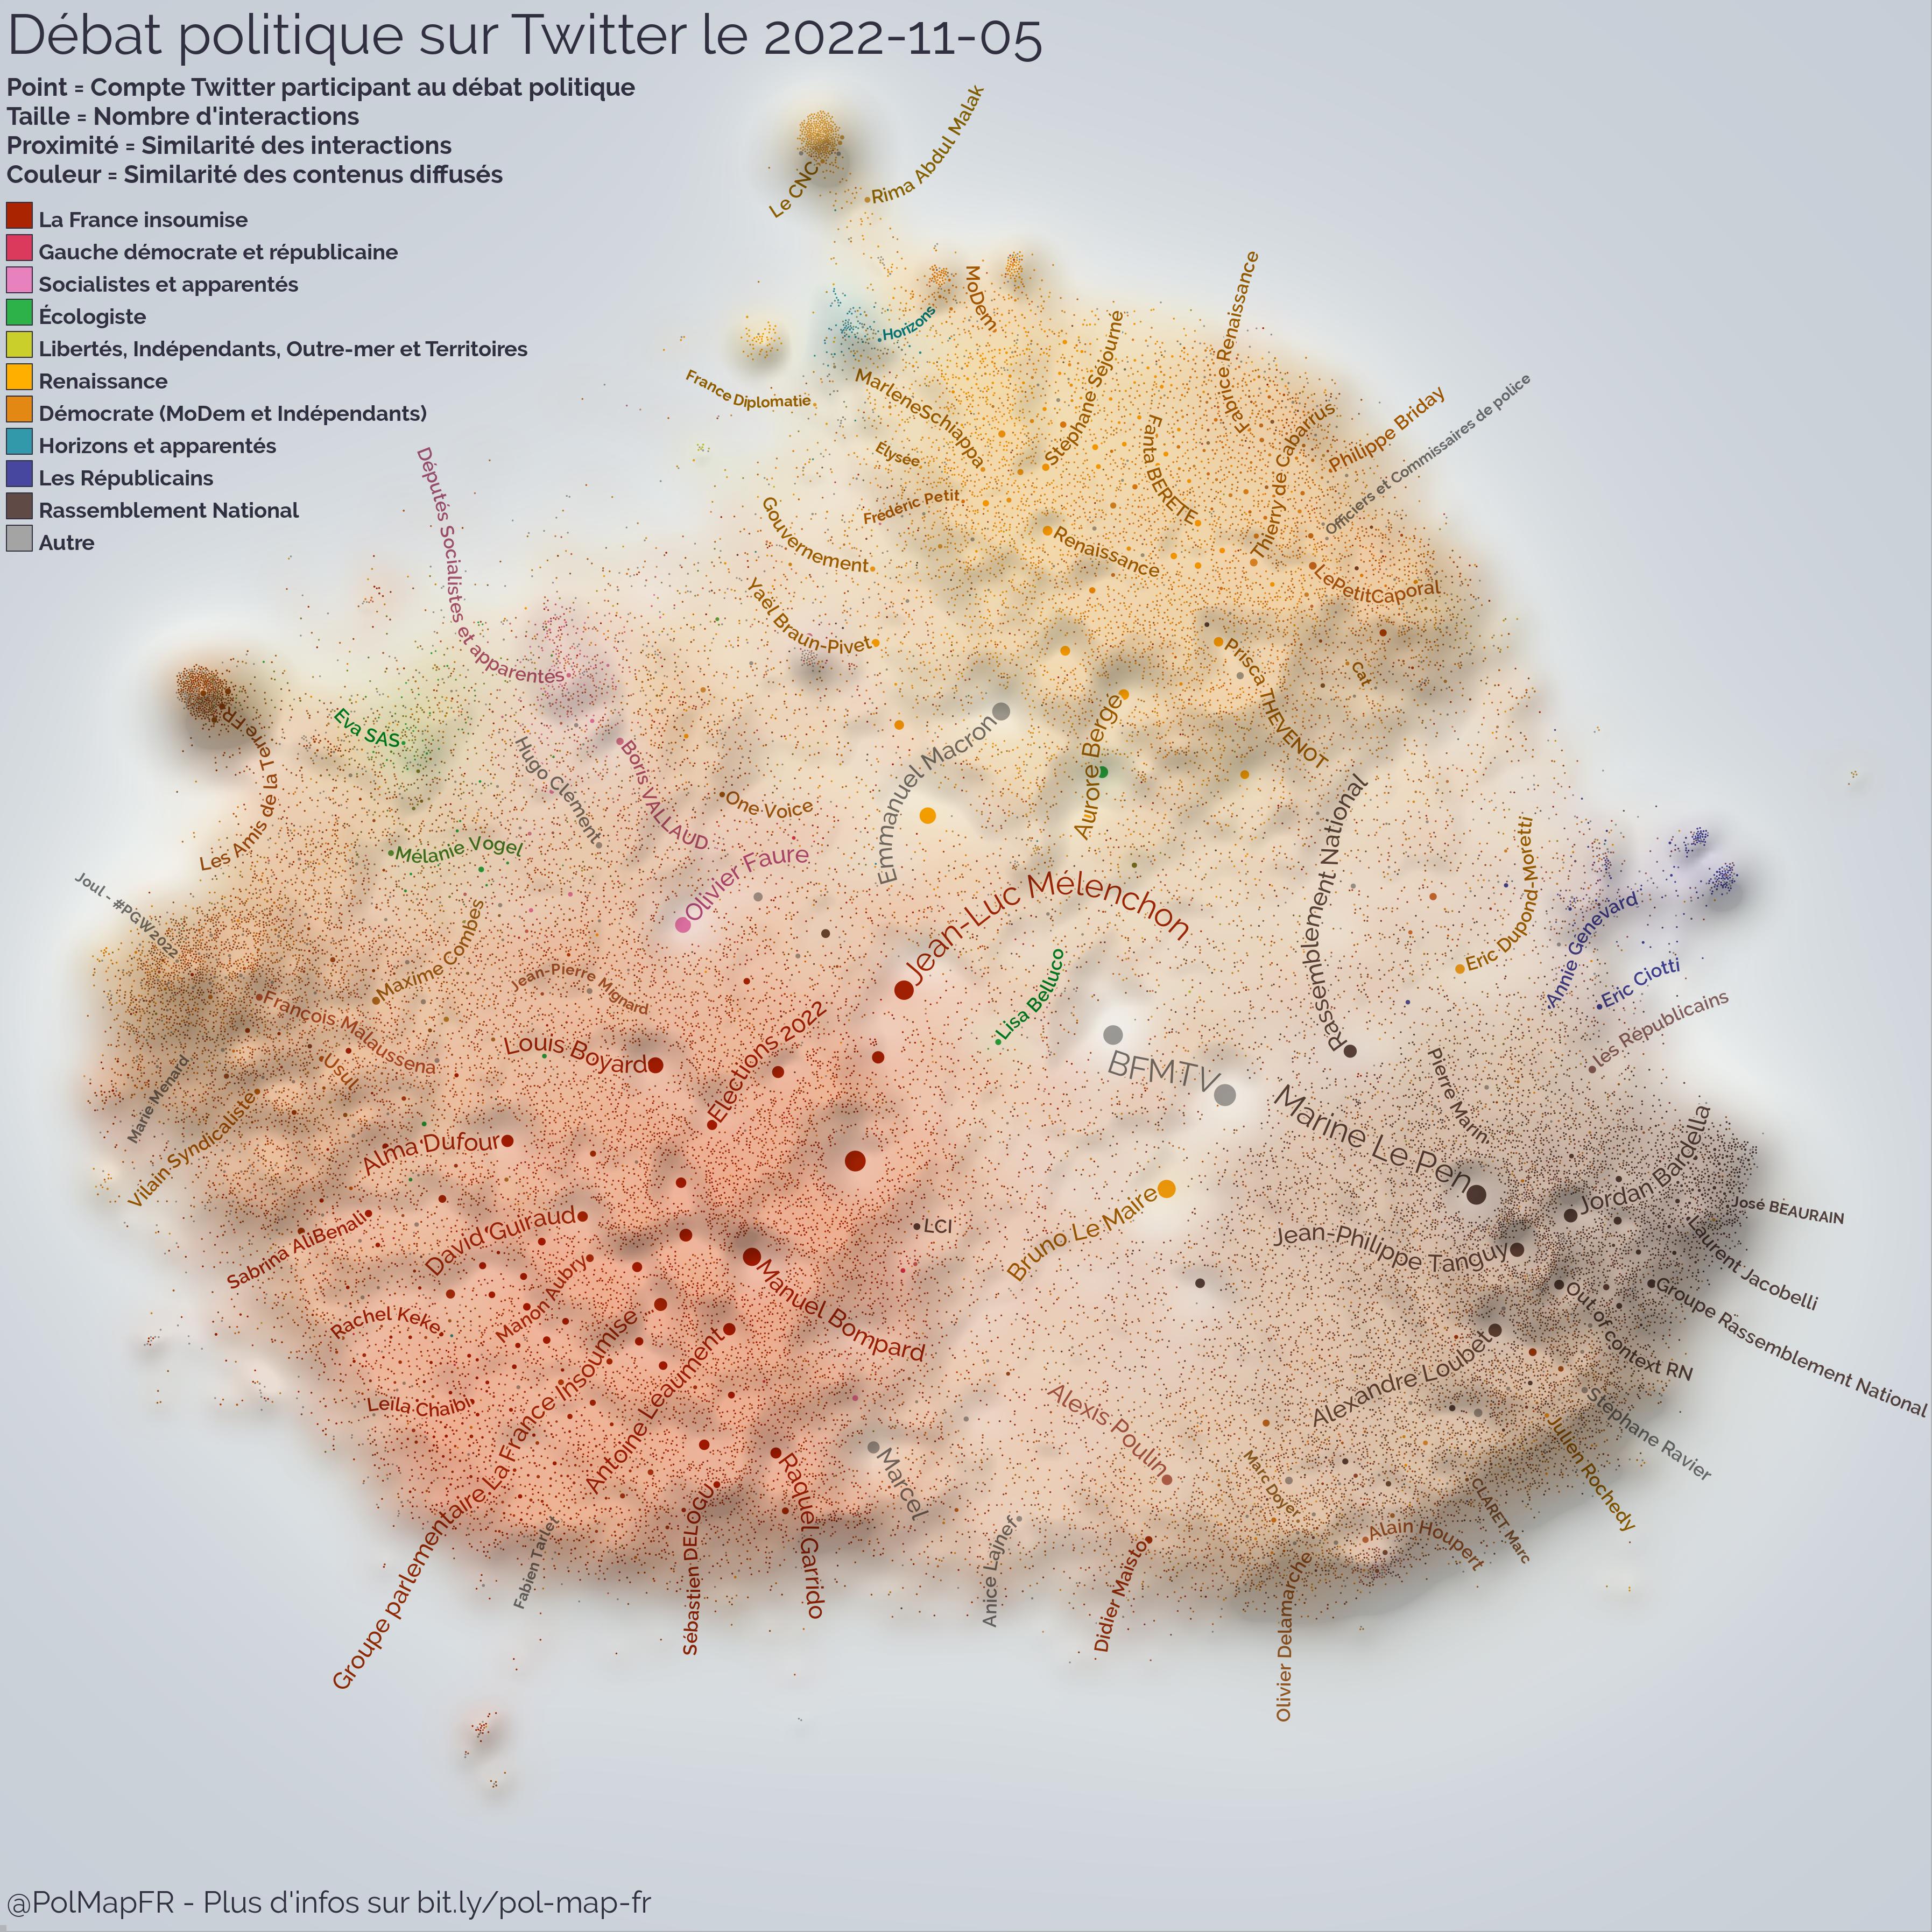 Débat politique sur Twitter le 2022-11-05
Point = Compte Twitter participant au débat politique
Taille = Nombre d'interactions
Proximité = Similarité des interactions
Couleur = Similarité des contenus diffusés
La France insoumise
Gauche démocrate et républicaine
Socialistes et apparentés
Écologiste
Libertés, Indépendants, Outre-mer et Territoires
Renaissance
Démocrate (MoDem et Indépendants)
Horizons et apparentés
Les Républicains
Rassemblement National
Autre
Le CNC
Rima Abdul Malak
MoDem
Horizons
Fabrice Renaissance
France Diplomatie
MarleneSchiappa
Stéphane Séjourné
Élysée
Fanta BERETE
Thierry de Cabarrus
Philippe Briday
Officiers et Commissaires de police
Frédéric Petit
Gouvernement
Renaissance
LePetitCaporal
Députés Socialistes et apparentés
Yaël Braun-Pivet
Prisca THEVENOT
Cat
Les Amis de la Terre FR
Eva SAS
Hugo Clément
Boris VALLAUD
One Voice
Emmanuel Macron
Aurore Bergé
Rassemblement National
Eric Dupond-Moretti
Mélanie Vogel
Olivier Faure
Jean-Luc Mélenchon
Annie Genevard
Eric Ciotti
les Républicains
Joul - #PGW2022
Maxime Combes
Jean-Pierre Mignard
Lisa Belluco
François Malaussena
Louis Boyard
Élections 2022
BFMTV
Usul
Marie Menard
Vilain Syndicaliste
Pierre Marin
Marine Le Pen
Jordan Bardella
Alma Dufour
José BEAURAIN
Sabrina AliBenali
David Guiraud
LCI
Bruno Le Maire
Jean-Philippe Tanguy
Laurent Jacobelli
Manon Aubry
Manuel Bompard
Out of context RN
Groupe Rassemblement National
Rachel Keke
Alexandre Loubet
Leïla Chaibi
Groupe parlementaire La France Insoumise
Antoine Léaument
Alexis Poulin
Stéphane Ravier
Julien Rochedy
Marcel
Marc Doyer
CLARET Marc
Sébastien DELOGU
Raquel Garrido
Fabien Tarlet
Anice Lajnef
Didier Maïsto
Alain Houpert
Olivier Delamarche
@PolMapFR - Plus d'infos sur bit.ly/pol-map-fr